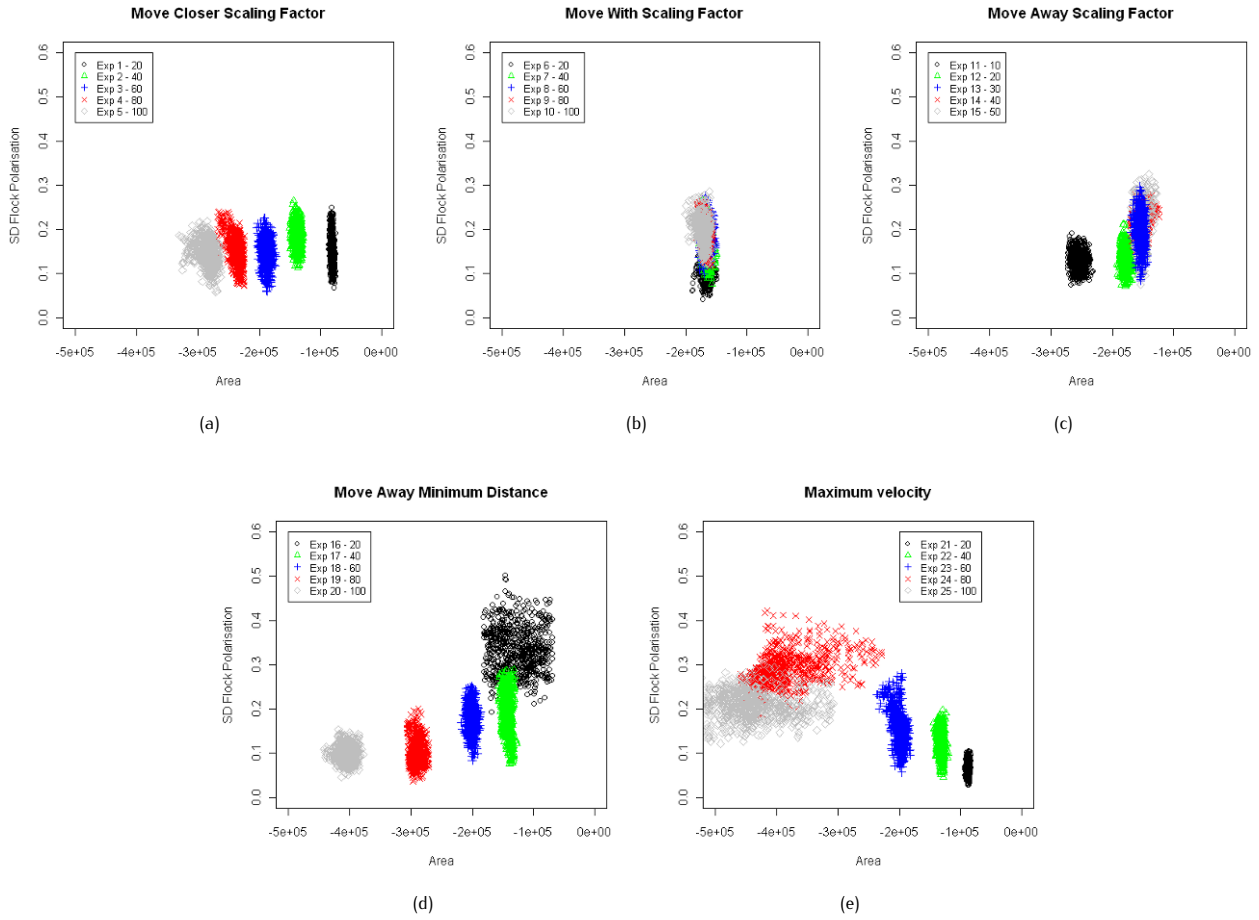 Move Closer Scaling Factor
SD Flock Polarisation
0.6
0.5
0.4
0.3
0.2
0.1
0.0
Exp 1 - 20
Exp 2 - 40
Exp 3 - 60
Exp 4 - 80
Exp 5 - 100
-5e+05 -4e+05 -3e+05 -2e+05 -1e+05 0e+00
Area
(a)
Move With Scaling Factor
SD Flock Polarisation
0.6
0.5
0.4
0.3
0.2
0.1
0.0
Exp 6 - 20
Exp 7 - 40
Exp 8 - 60
Exp 9 - 80
Exp 10 - 100
-5e+05 -4e+05 -3e+05 -2e+05 -1e+05 0e+00
Area
(b)
Move Away Scaling Factor
SD Flock Polarisation
0.6
0.5
0.4
0.3
0.2
0.1
0.0
Exp 11 - 10
Exp 12 - 20
Exp 13 - 30
Exp 14 - 40
Exp 15 - 50
-5e+05 -4e+05 -3e+05 -2e+05 -1e+05 0e+00
Area
(c)
Move Away Minimum Distance
SD Flock Polarisation
0.6
0.5
0.4
0.3
0.2
0.1
0.0
Exp 16 - 20
Exp 17 - 40
Exp 18 - 60
Exp 19 - 80
Exp 20 - 100
-5e+05 -4e+05 -3e+05 -2e+05 -1e+05 0e+00
Area
(d)
Maximum velocity
SD Flock Polarisation
0.6
0.5
0.4
0.3
0.2
0.1
0.0
Exp 21 - 20
Exp 22 - 40
Exp 23 - 60
Exp 24 - 80
Exp 25 - 100
-5e+05 -4e+05 -3e+05 -2e+05 -1e+05 0e+00
Area
(e)